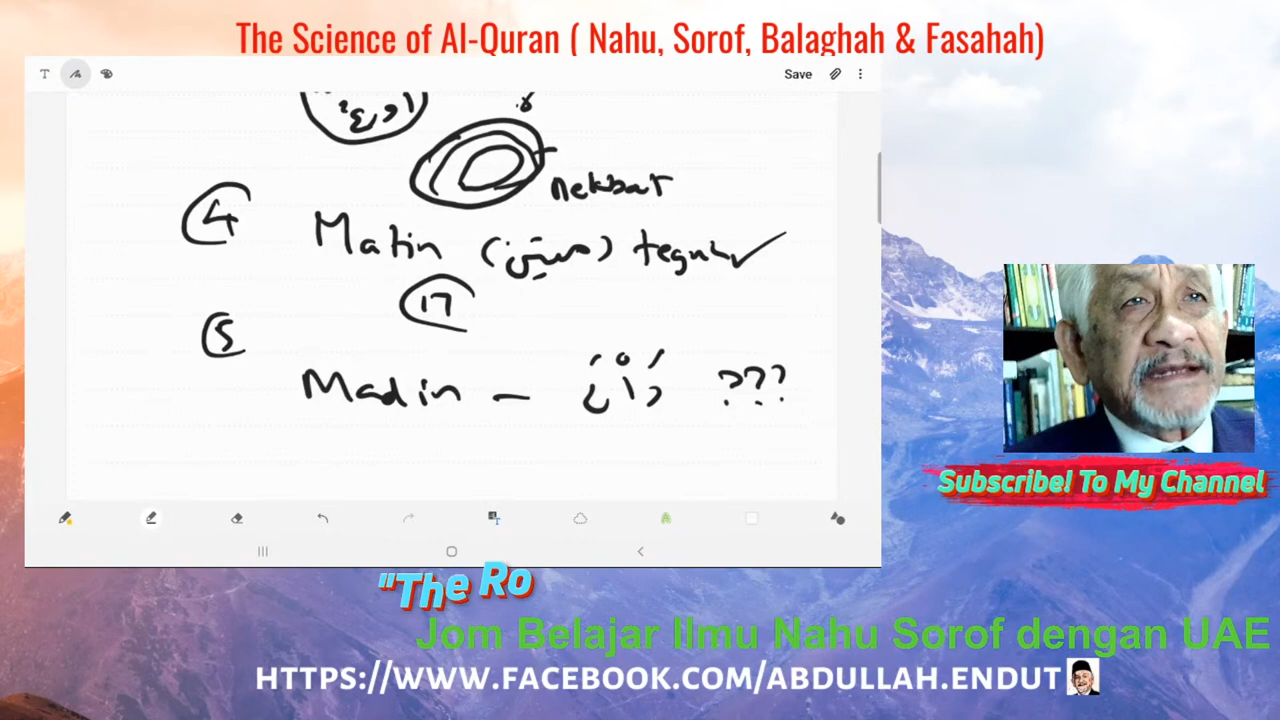 The Science of Al-Quran ( Nahu, Sorof, Balaghah & Fasahah)
T
Save
nekbat
4
Matin (متين) teguh ✓
17
5
Madin – دَاْنَ ???
Subscribe! To My Channel
"The Ro
Jom Belajar Ilmu Nahu Sorof dengan UAE
HTTPS://WWW.FACEBOOK.COM/ABDULLAH.ENDUT